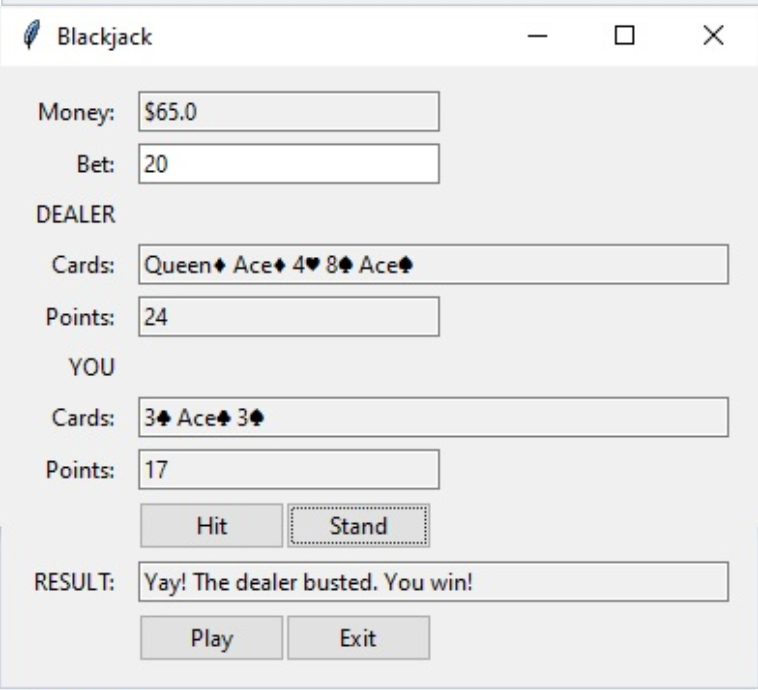 Blackjack
Money: $65.0
Bet: 20
DEALER
Cards: Queen♦ Ace♦ 4♥ 8♠ Ace♠
Points: 24
YOU
Cards: 3♣ Ace♣ 3♠
Points: 17
Hit Stand
RESULT: Yay! The dealer busted. You win!
Play Exit